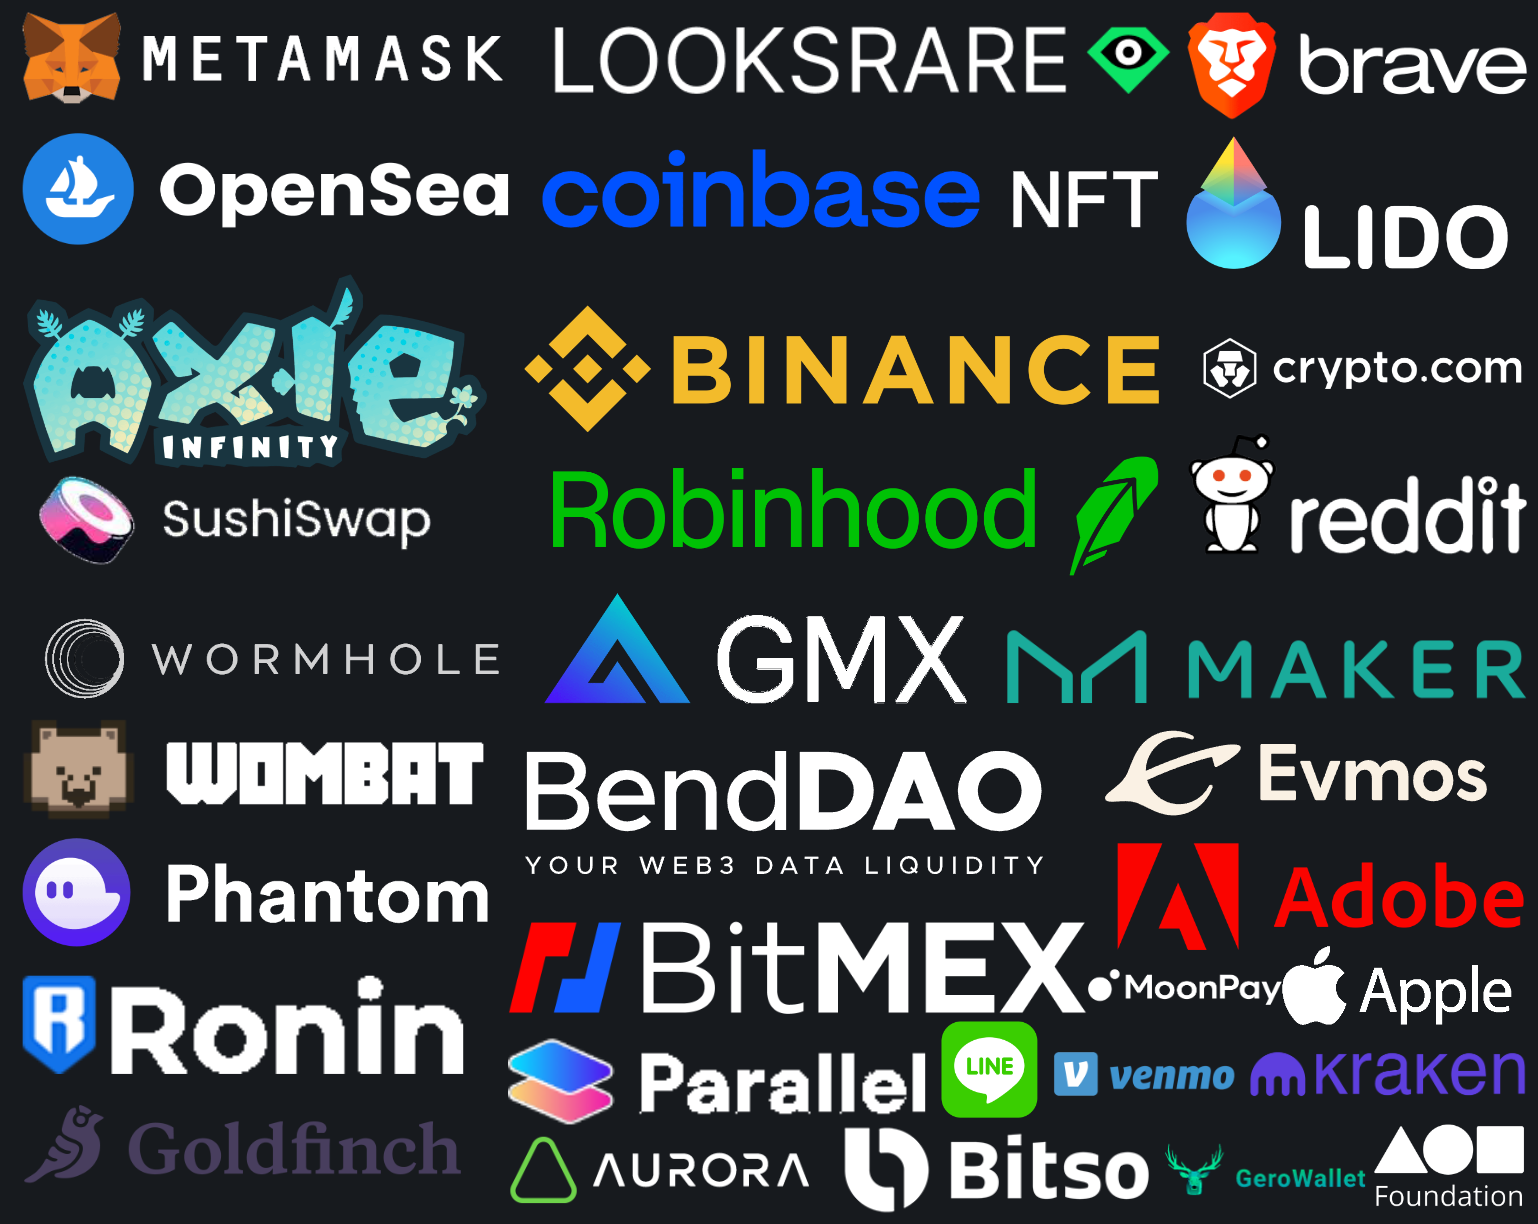 METAMASK
LOOKSRARE
brave
OpenSea
coinbase NFT
LIDO
AXIE
INFINITY
BINANCE
crypto.com
SushiSwap
Robinhood
reddit
WORMHOLE
GMX
MAKER
WOMBAT
BendDAO
YOUR WEB3 DATA LIQUIDITY
Evmos
Phantom
Adobe
BitMEX
MoonPay
Apple
R Ronin
Parallel
LINE
V venmo
kraken
Goldfinch
AURORA
Bitso
GeroWallet
Foundation